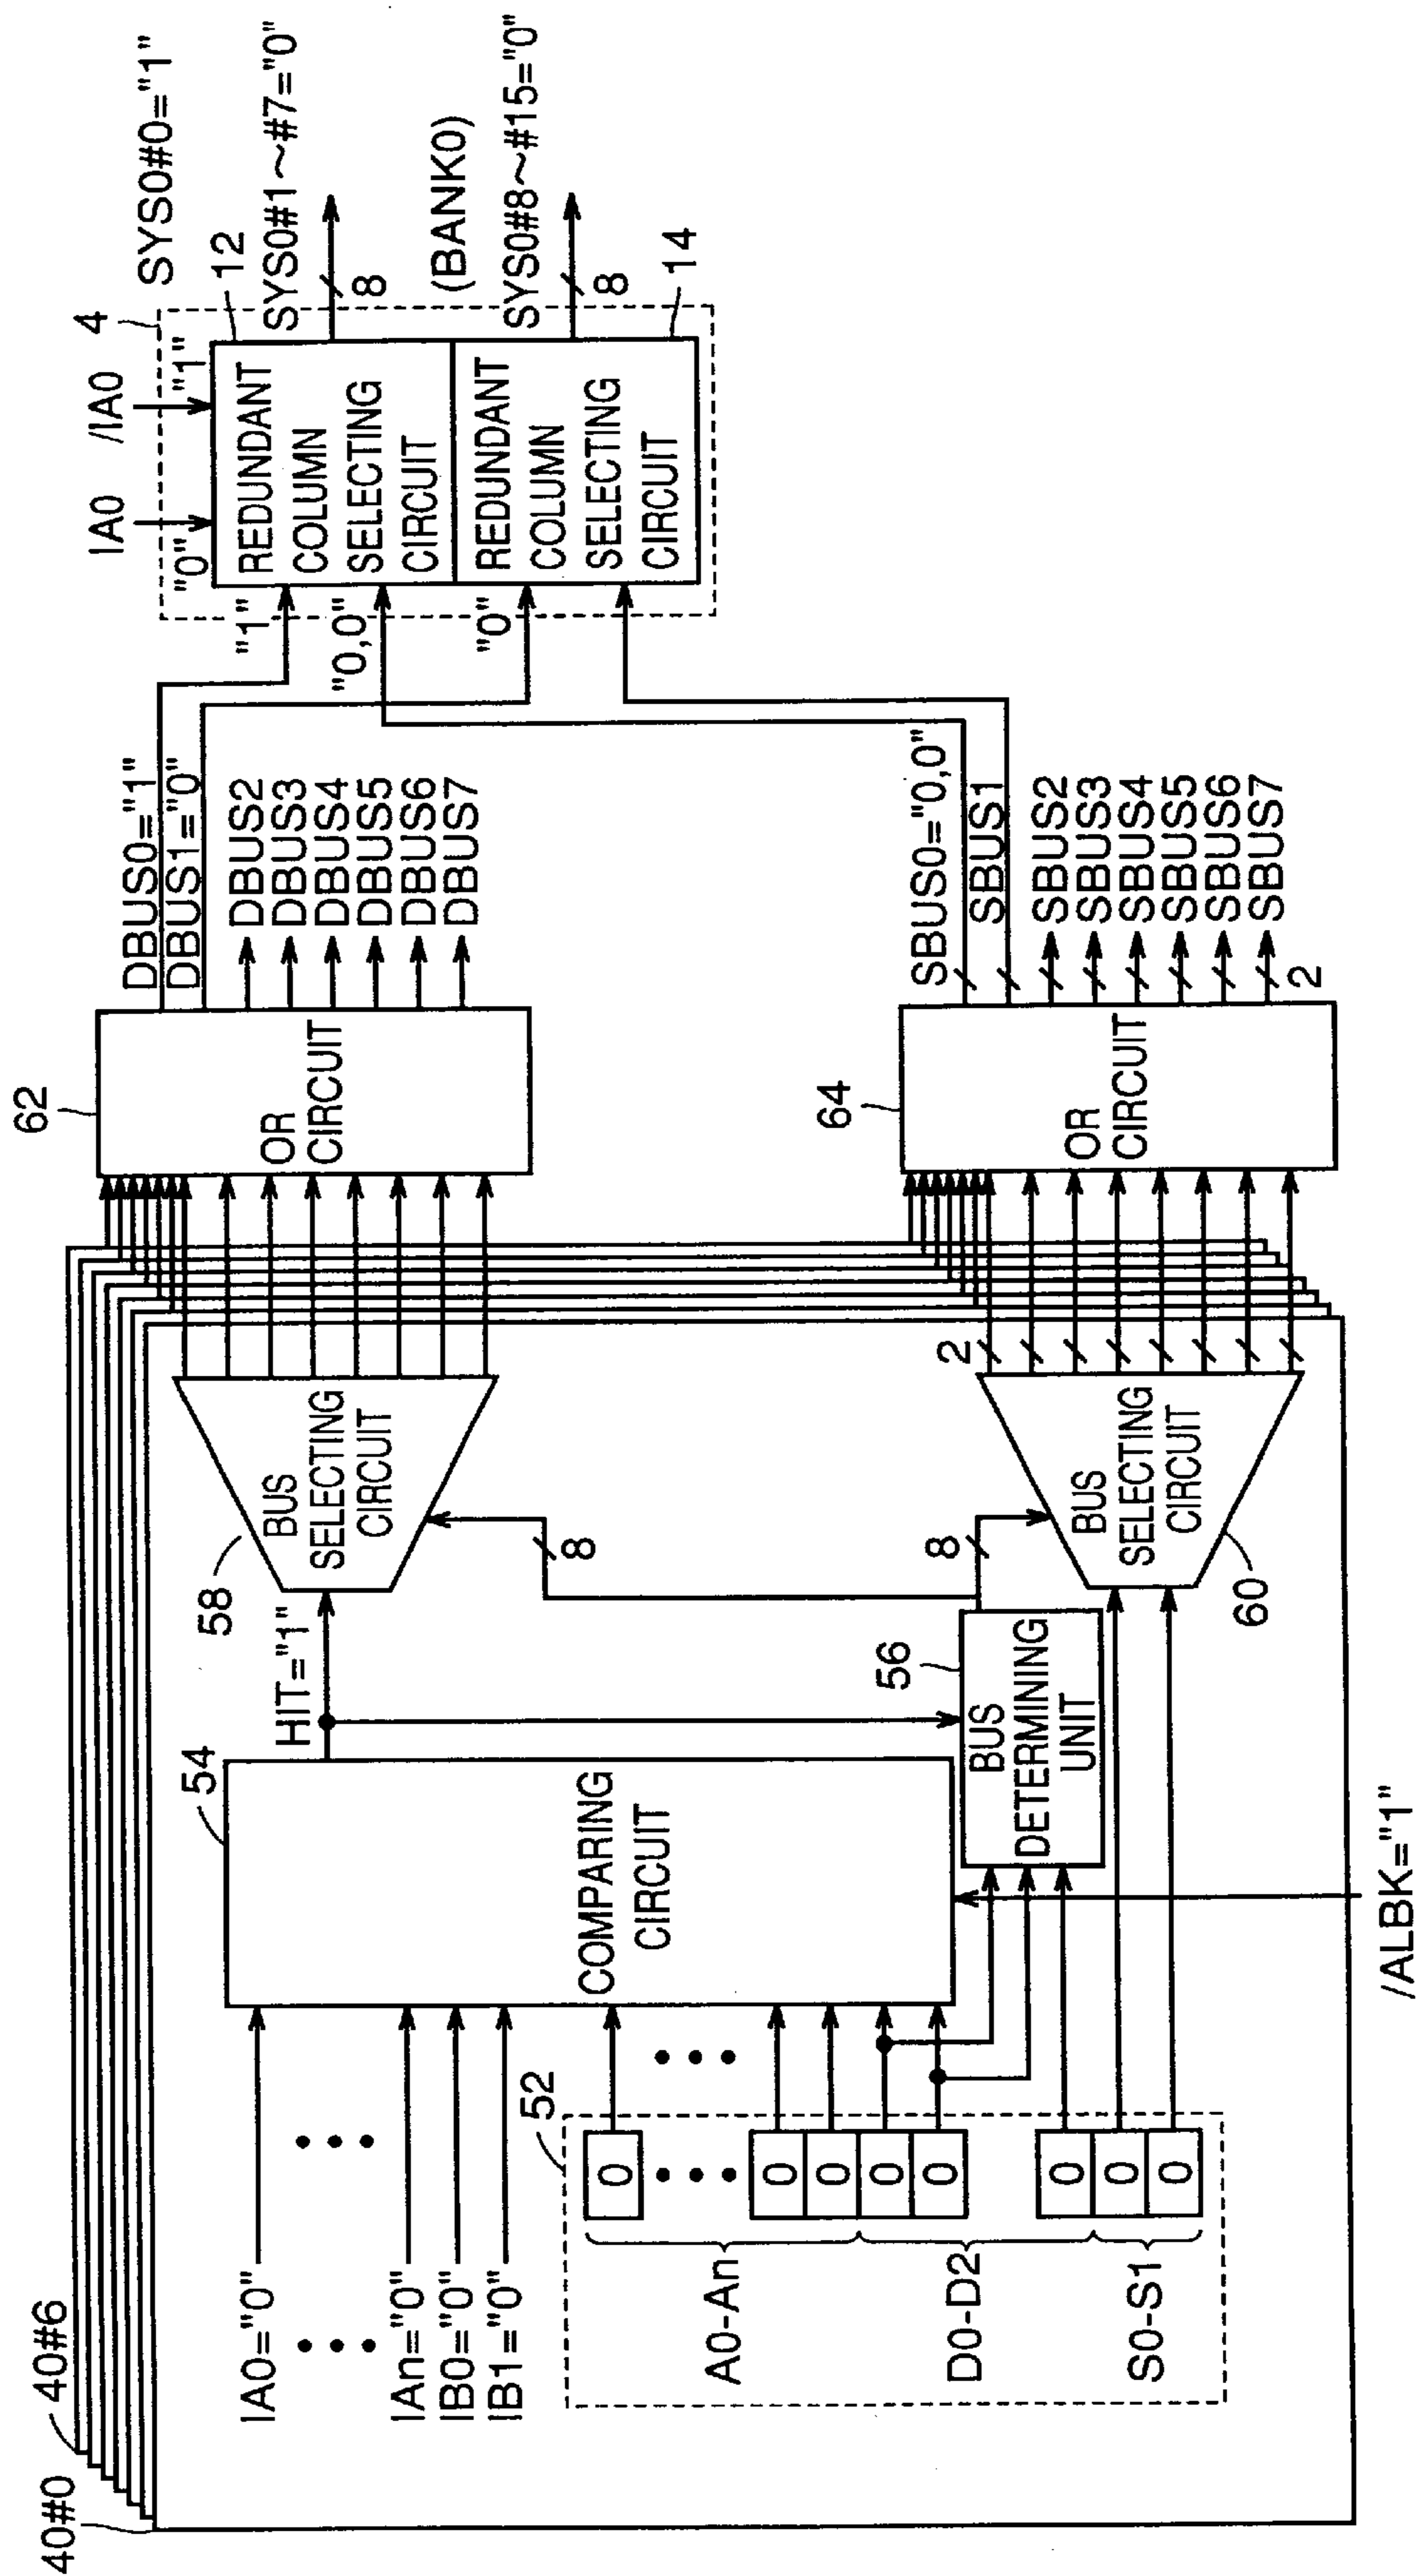 40#0
40#6
IA0="0"
IAn="0"
IB0="0"
IB1="0"
52
0
0
0
0
0
0
0
0
A0-An
D0-D2
S0-S1
54
COMPARING
CIRCUIT
/ALBK="1"
HIT="1"
56
BUS
DETERMINING
UNIT
58
BUS
SELECTING
CIRCUIT
8
8
60
BUS
SELECTING
CIRCUIT
2
62
OR
CIRCUIT
64
OR
CIRCUIT
DBUS0="1"
DBUS1="0"
DBUS2
DBUS3
DBUS4
DBUS5
DBUS6
DBUS7
SBUS0="0,0"
SBUS1
SBUS2
SBUS3
SBUS4
SBUS5
SBUS6
SBUS7
2
4
IA0
/IA0
"0"
"1"
"1"
"0,0"
"0"
12
REDUNDANT
COLUMN
SELECTING
CIRCUIT
REDUNDANT
COLUMN
SELECTING
CIRCUIT
14
SYS0#0="1"
SYS0#1~#7="0"
8
(BANK0)
SYS0#8~#15="0"
8